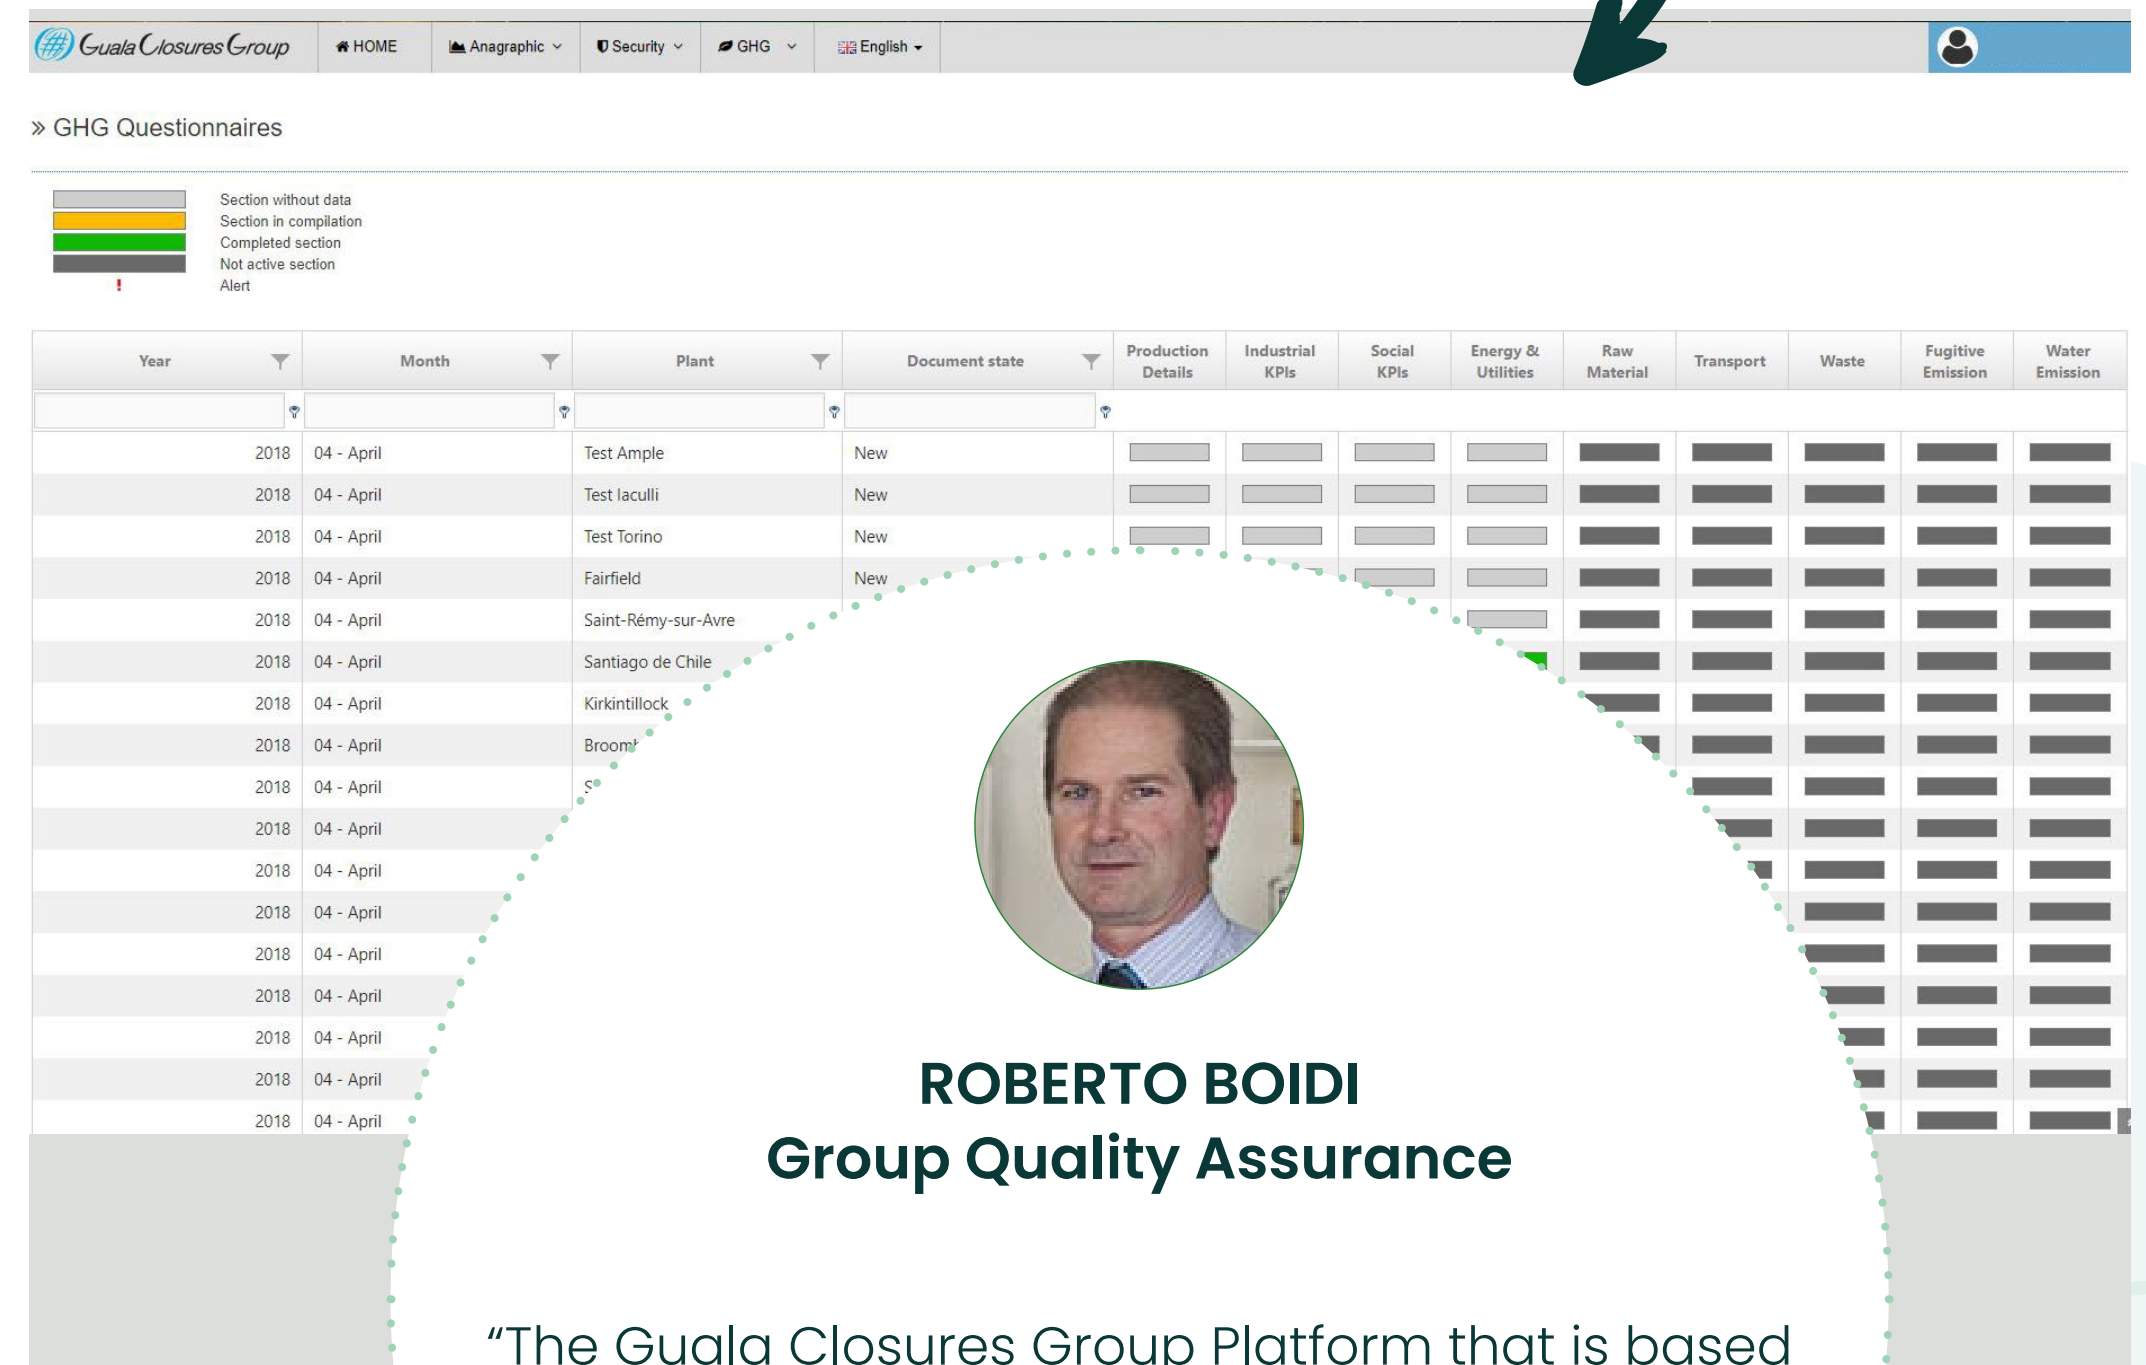 Guala Closures Group HOME Anagraphic Security GHG English
» GHG Questionnaires
Section without data
Section in compilation
Completed section
Not active section
! Alert
Year Month Plant Document state Production Details Industrial KPIs Social KPIs Energy & Utilities Raw Material Transport Waste Fugitive Emission Water Emission
2018 04 - April Test Ample New
2018 04 - April Test Iaculli New
2018 04 - April Test Torino New
2018 04 - April Fairfield New
2018 04 - April Saint-Rémy-sur-Avre
2018 04 - April Santiago de Chile
2018 04 - April Kirkintillock
2018 04 - April
2018 04 - April
2018 04 - April
2018 04 - April
2018 04 - April
2018 04 - April
2018 04 - April
2018 04 - April
2018 04 - April
2018 04 - April
ROBERTO BOIDI
Group Quality Assurance
“The Guala Closures Group Platform that is based